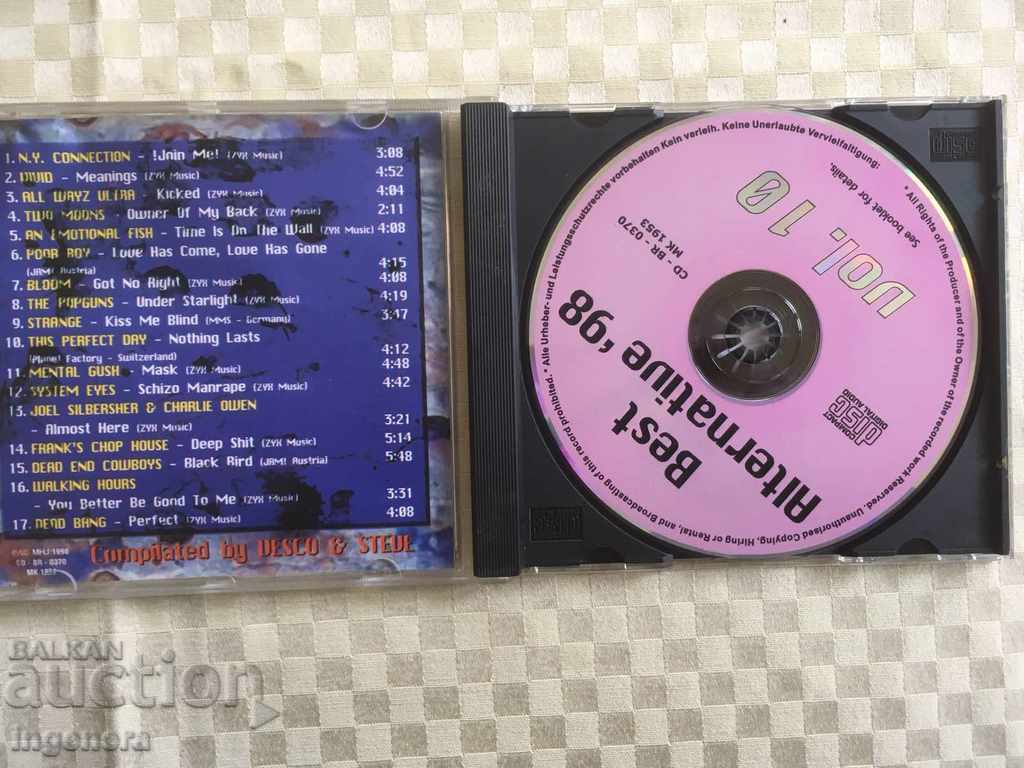 1. N.Y. CONNECTION - !Jnin Me! (ZYX Music) 3:08
2. VIVID - Meanings (ZYX Music) 4:52
3. ALL WAYZ ULTRA - Kicked (ZYX Music) 4:04
4. TWO MOONS - Owner Of My Back (ZYX Music) 2:11
5. AN EMOTIONAL FISH - Time Is On The Wall (ZYX Music) 4:08
6. POOR BOY - Love Has Come, Love Has Gone
(JAM! Austria) 4:15
7. BLOOM - Got No Right (ZYX Music) 4:08
8. THE POPGUNS - Under Starlight (ZYX Music) 4:19
9. STRANGE - Kiss Me Blind (MMS - Germany) 3:47
10. THIS PERFECT DAY - Nothing Lasts
(Planet Factory - Switzerland) 4:12
11. MENTAL GUSH - Mask (ZYX Music) 4:48
12. SYSTEM EYES - Schizo Manrape (ZYX Music) 4:42
13. JOEL SILBERSHER & CHARLIE OWEN
- Almost Here (ZYX Music) 3:21
14. FRANK'S CHOP HOUSE - Deep Shit (ZYX Music) 5:14
15. DEAD END COWBOYS - Black Bird (JAM! Austria) 5:48
16. WALKING HOURS
- You Better Be Gond To Me (ZYX Music) 3:31
17. DEAD BANG - Perfect (ZYX Music) 4:08
Compilated by VESCO & STEVE
MHJ:1998
CD - BR - 0370
MK 1953
Best
Alternative '98
vol. 10
CD - BR - 0370
MK 1953
COMPACT
disc
DIGITAL AUDIO
* Alle Urheber- und Leistungsschutzrechte vorbehalten Kein verleih. Keine Unerlaubte Vervielfaltigung;
* All Rights of the Producer and of the Owner of the recorded work Reserved. Unauthorised Copying, Hiring or Rental, and Broadcasting of this record prohibited.
See booklet for details.
disc
BALKAN
auction
Ingenera